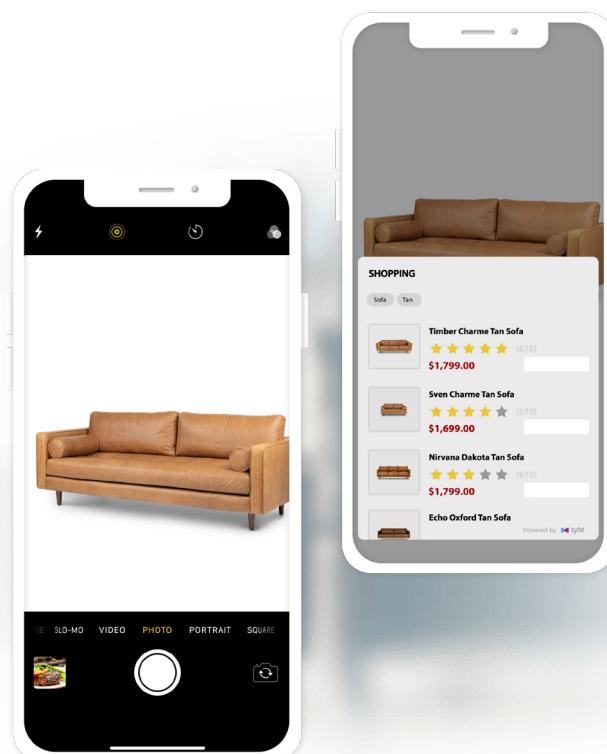 SLO-MO VIDEO PHOTO PORTRAIT SQUARE
SHOPPING
Sofa Tan
Timber Charme Tan Sofa
(675)
$1,799.00
Sven Charme Tan Sofa
(673)
$1,699.00
Nirvana Dakota Tan Sofa
(673)
$1,799.00
Echo Oxford Tan Sofa
Powered by syte